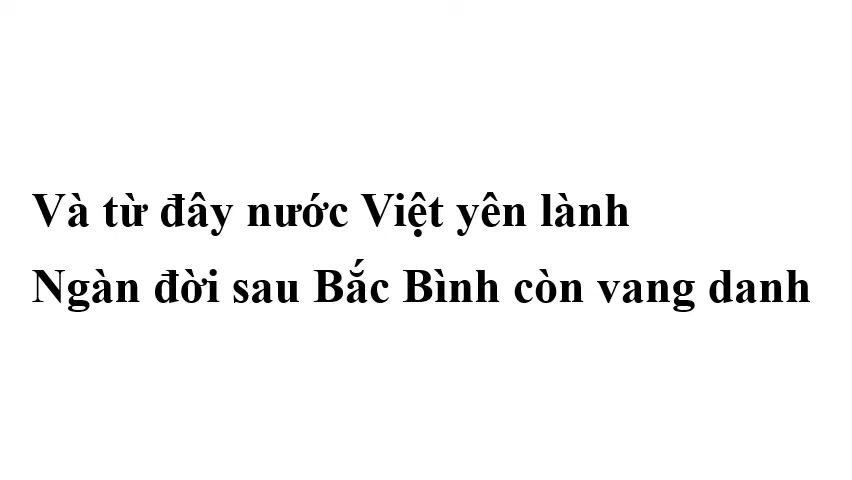 Và từ đây nước Việt yên lành
Ngàn đời sau Bắc Bình còn vang danh